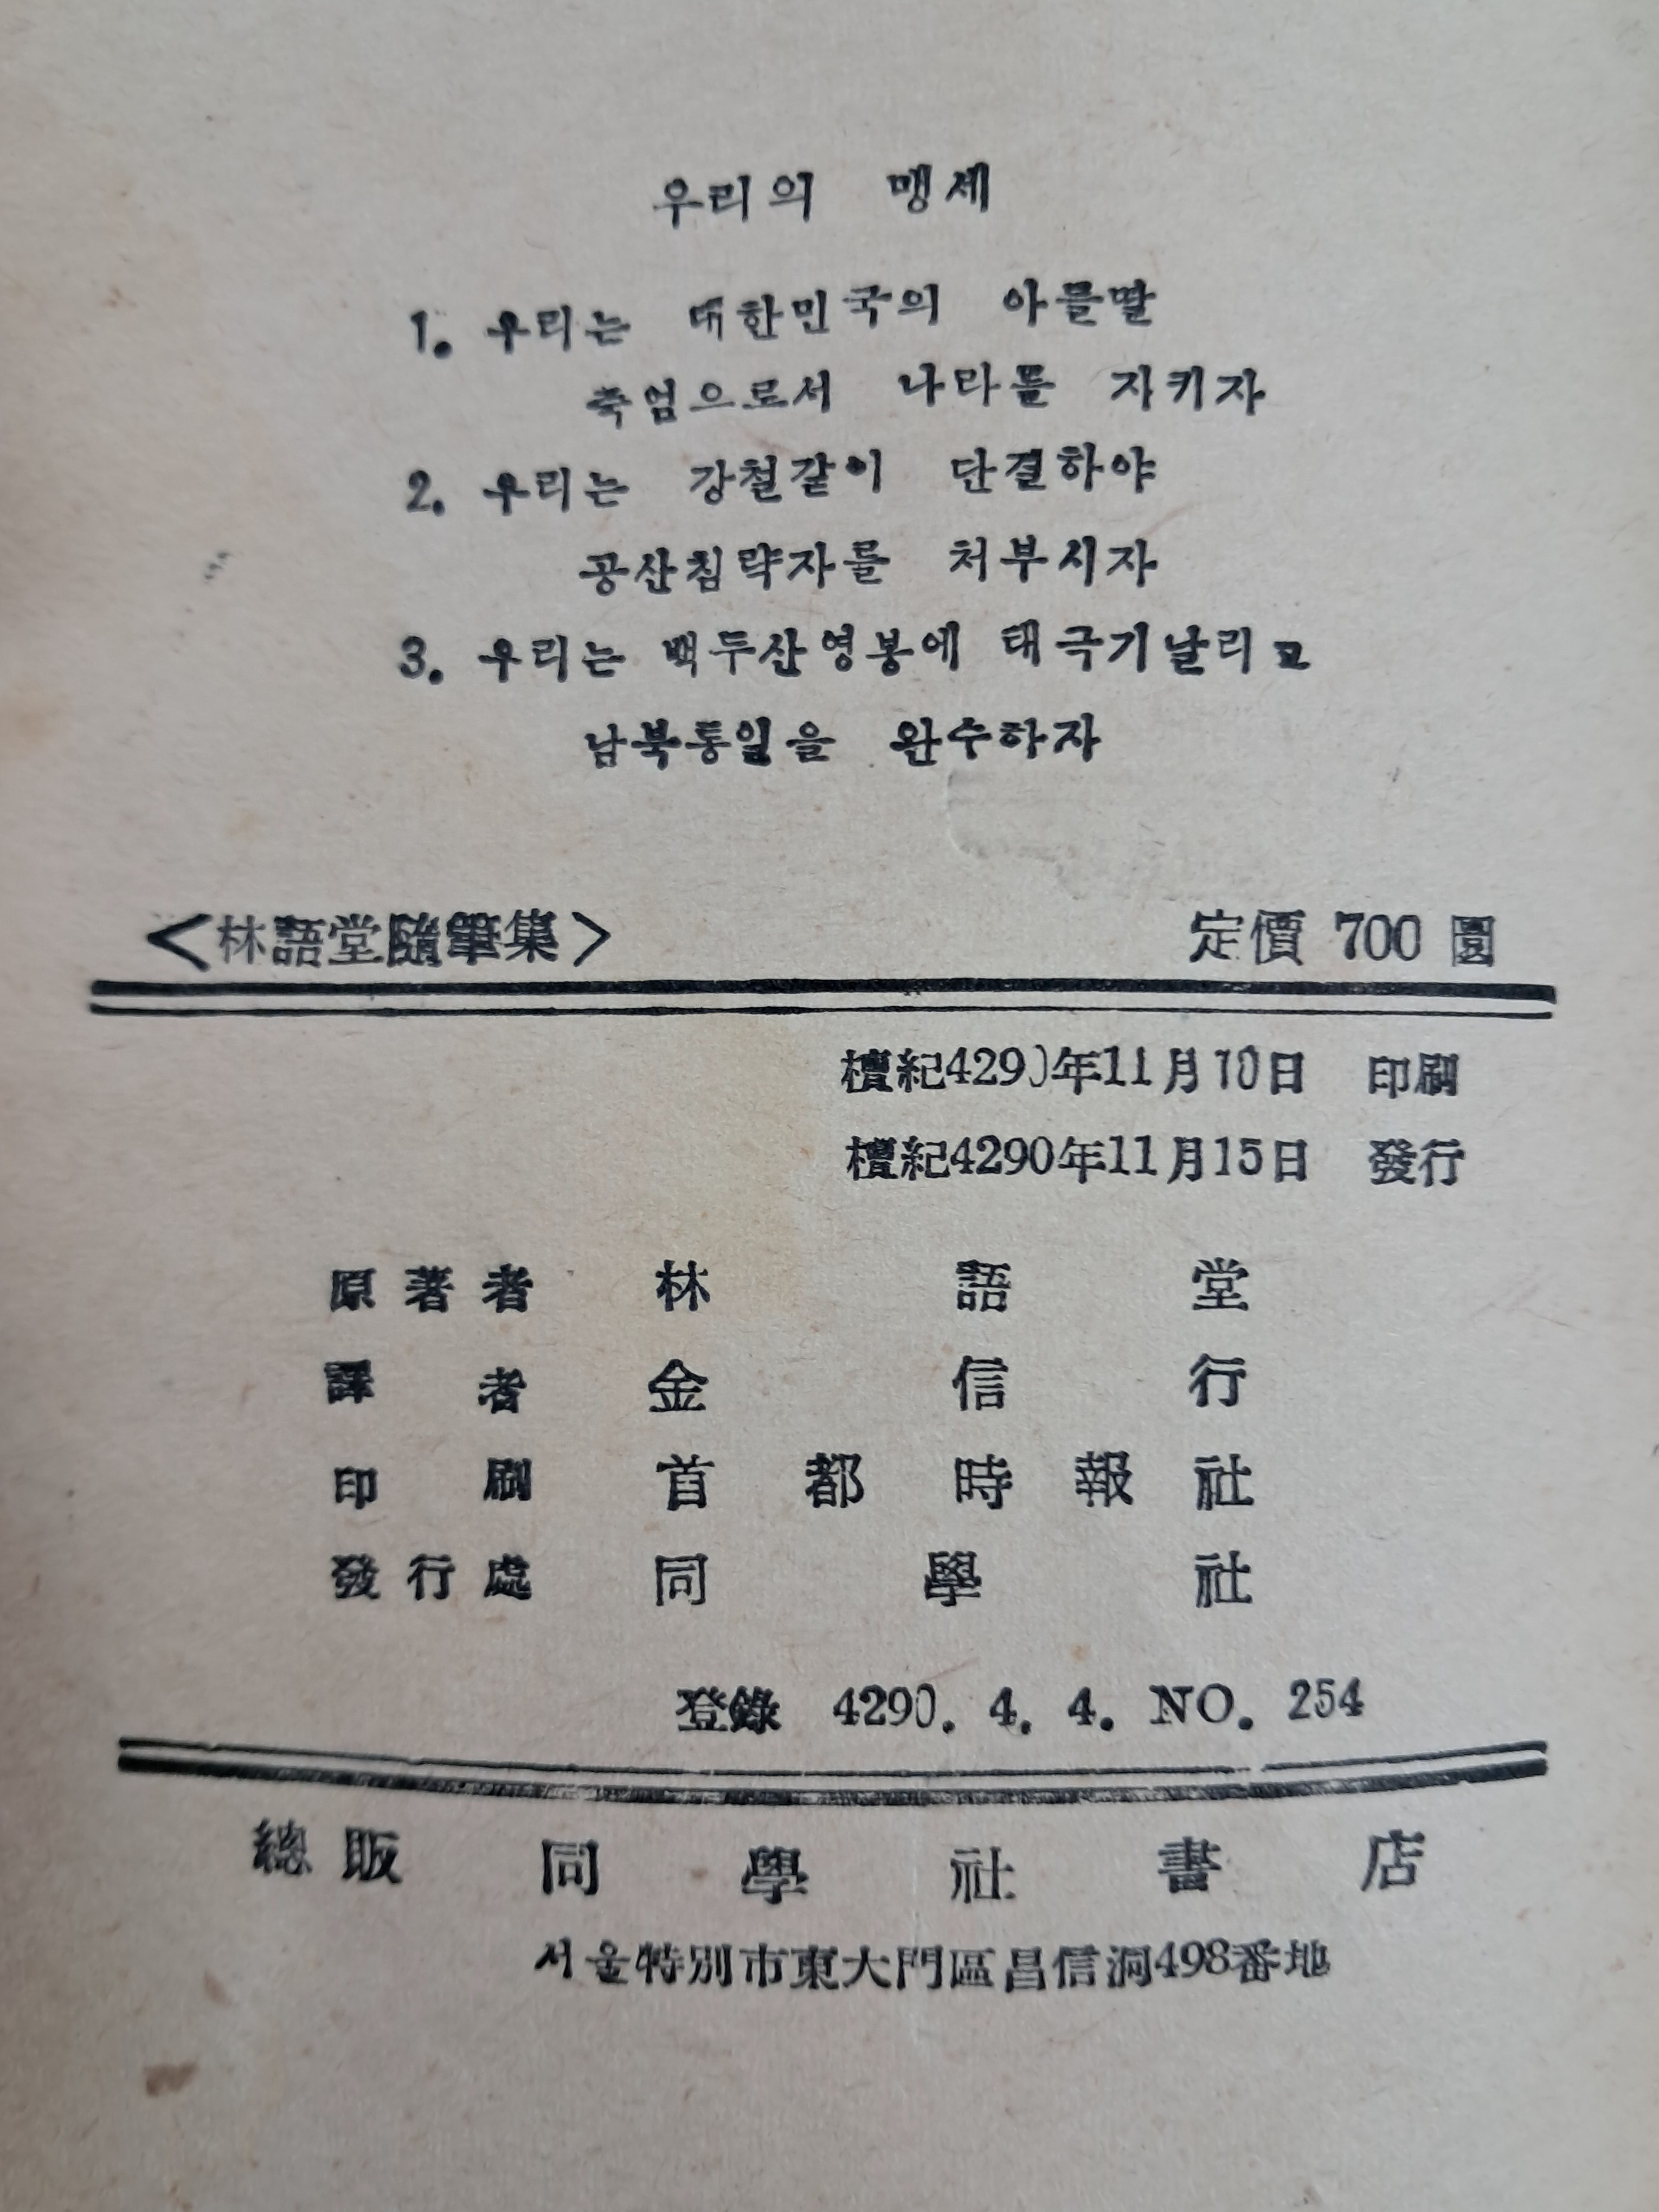 우리의 맹세
1. 우리는 대한민국의 아들딸
죽엄으로서 나라를 지키자
2. 우리는 강철같이 단결하야
공산침략자를 처부시자
3. 우리는 백두산영봉에 태극기날리고
남북통일을 완수하자
<林語堂隨筆集> 定價 700 圜
檀紀4290年11月10日 印刷
檀紀4290年11月15日 發行
原著者 林語堂
譯者 金信行
印刷 首都時報社
發行處 同學社
登錄 4290. 4. 4. NO. 254
總販 同學社書店
서울特別市東大門區昌信洞498番地